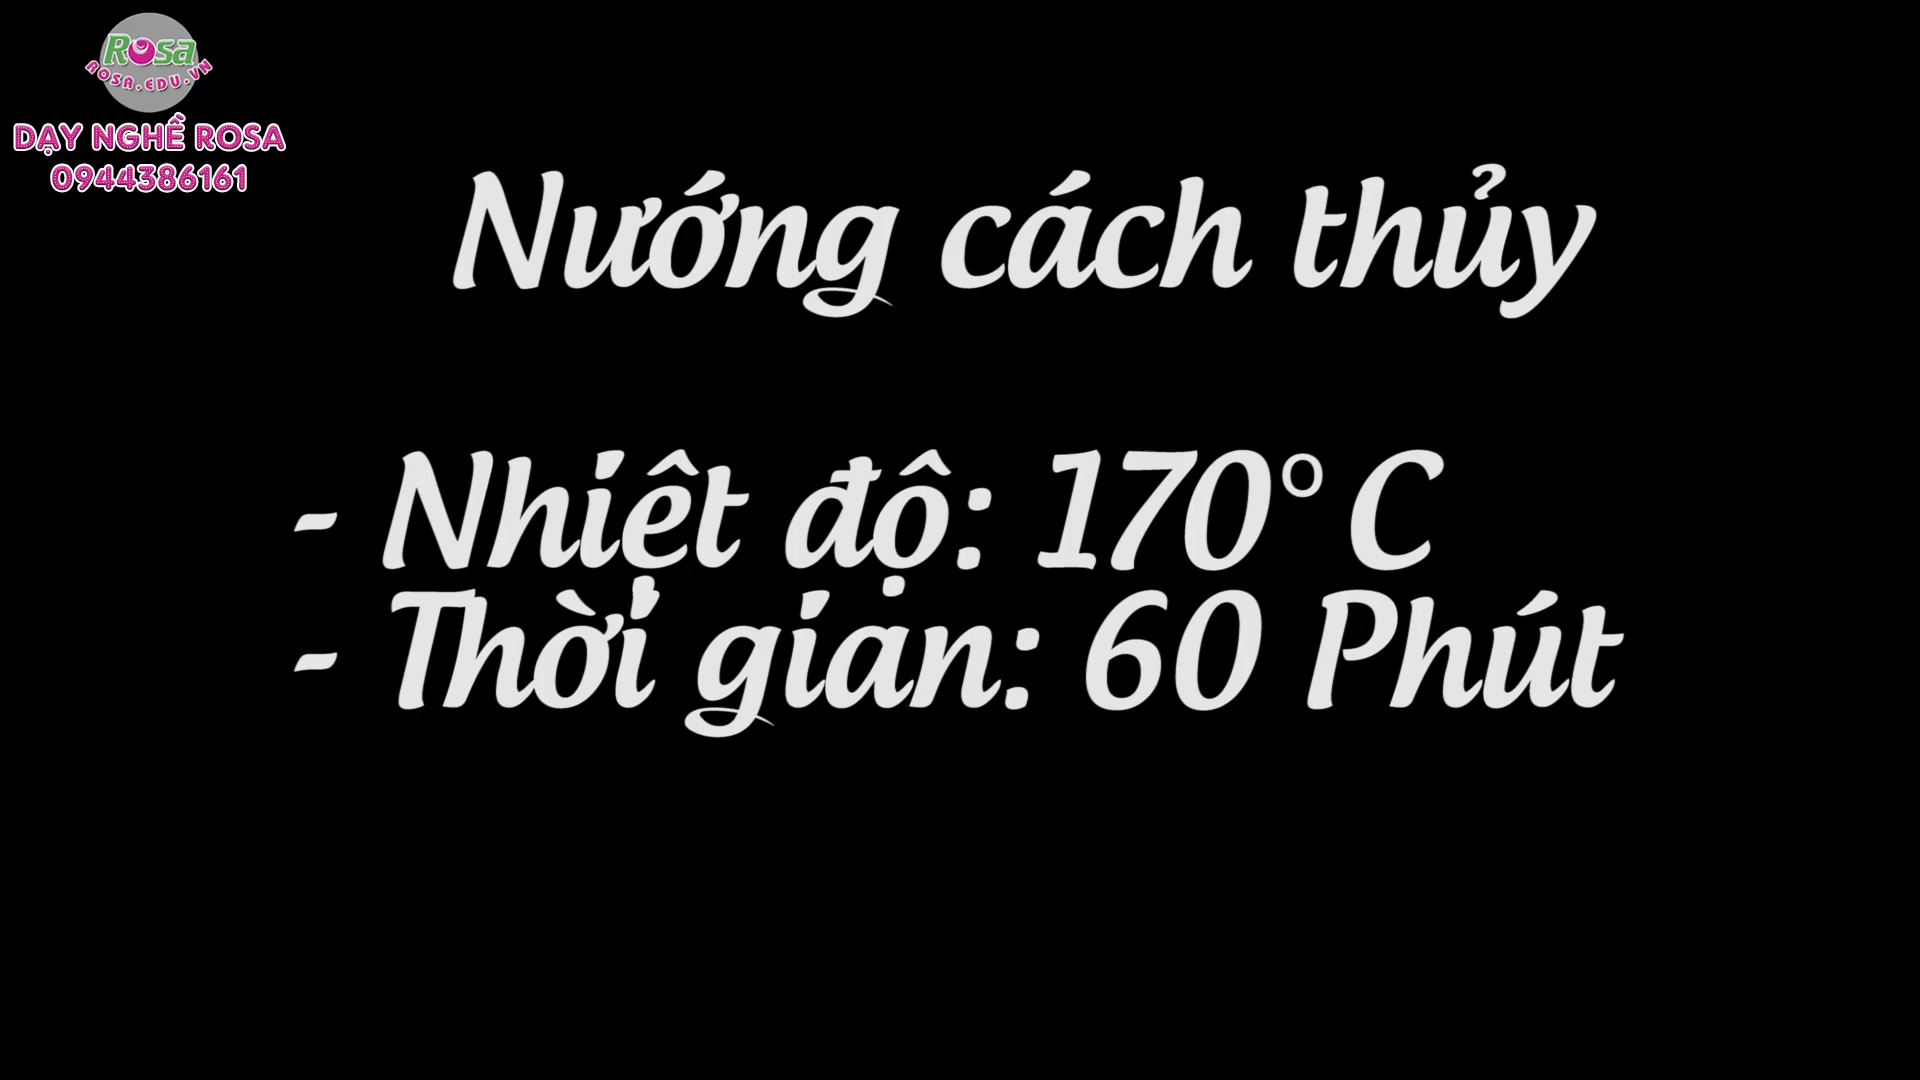 Rosa
ROSA.EDU.VN
DẠY NGHỀ ROSA
0944386161
Nướng cách thủy
- Nhiệt độ: 170° C
- Thời gian: 60 Phút